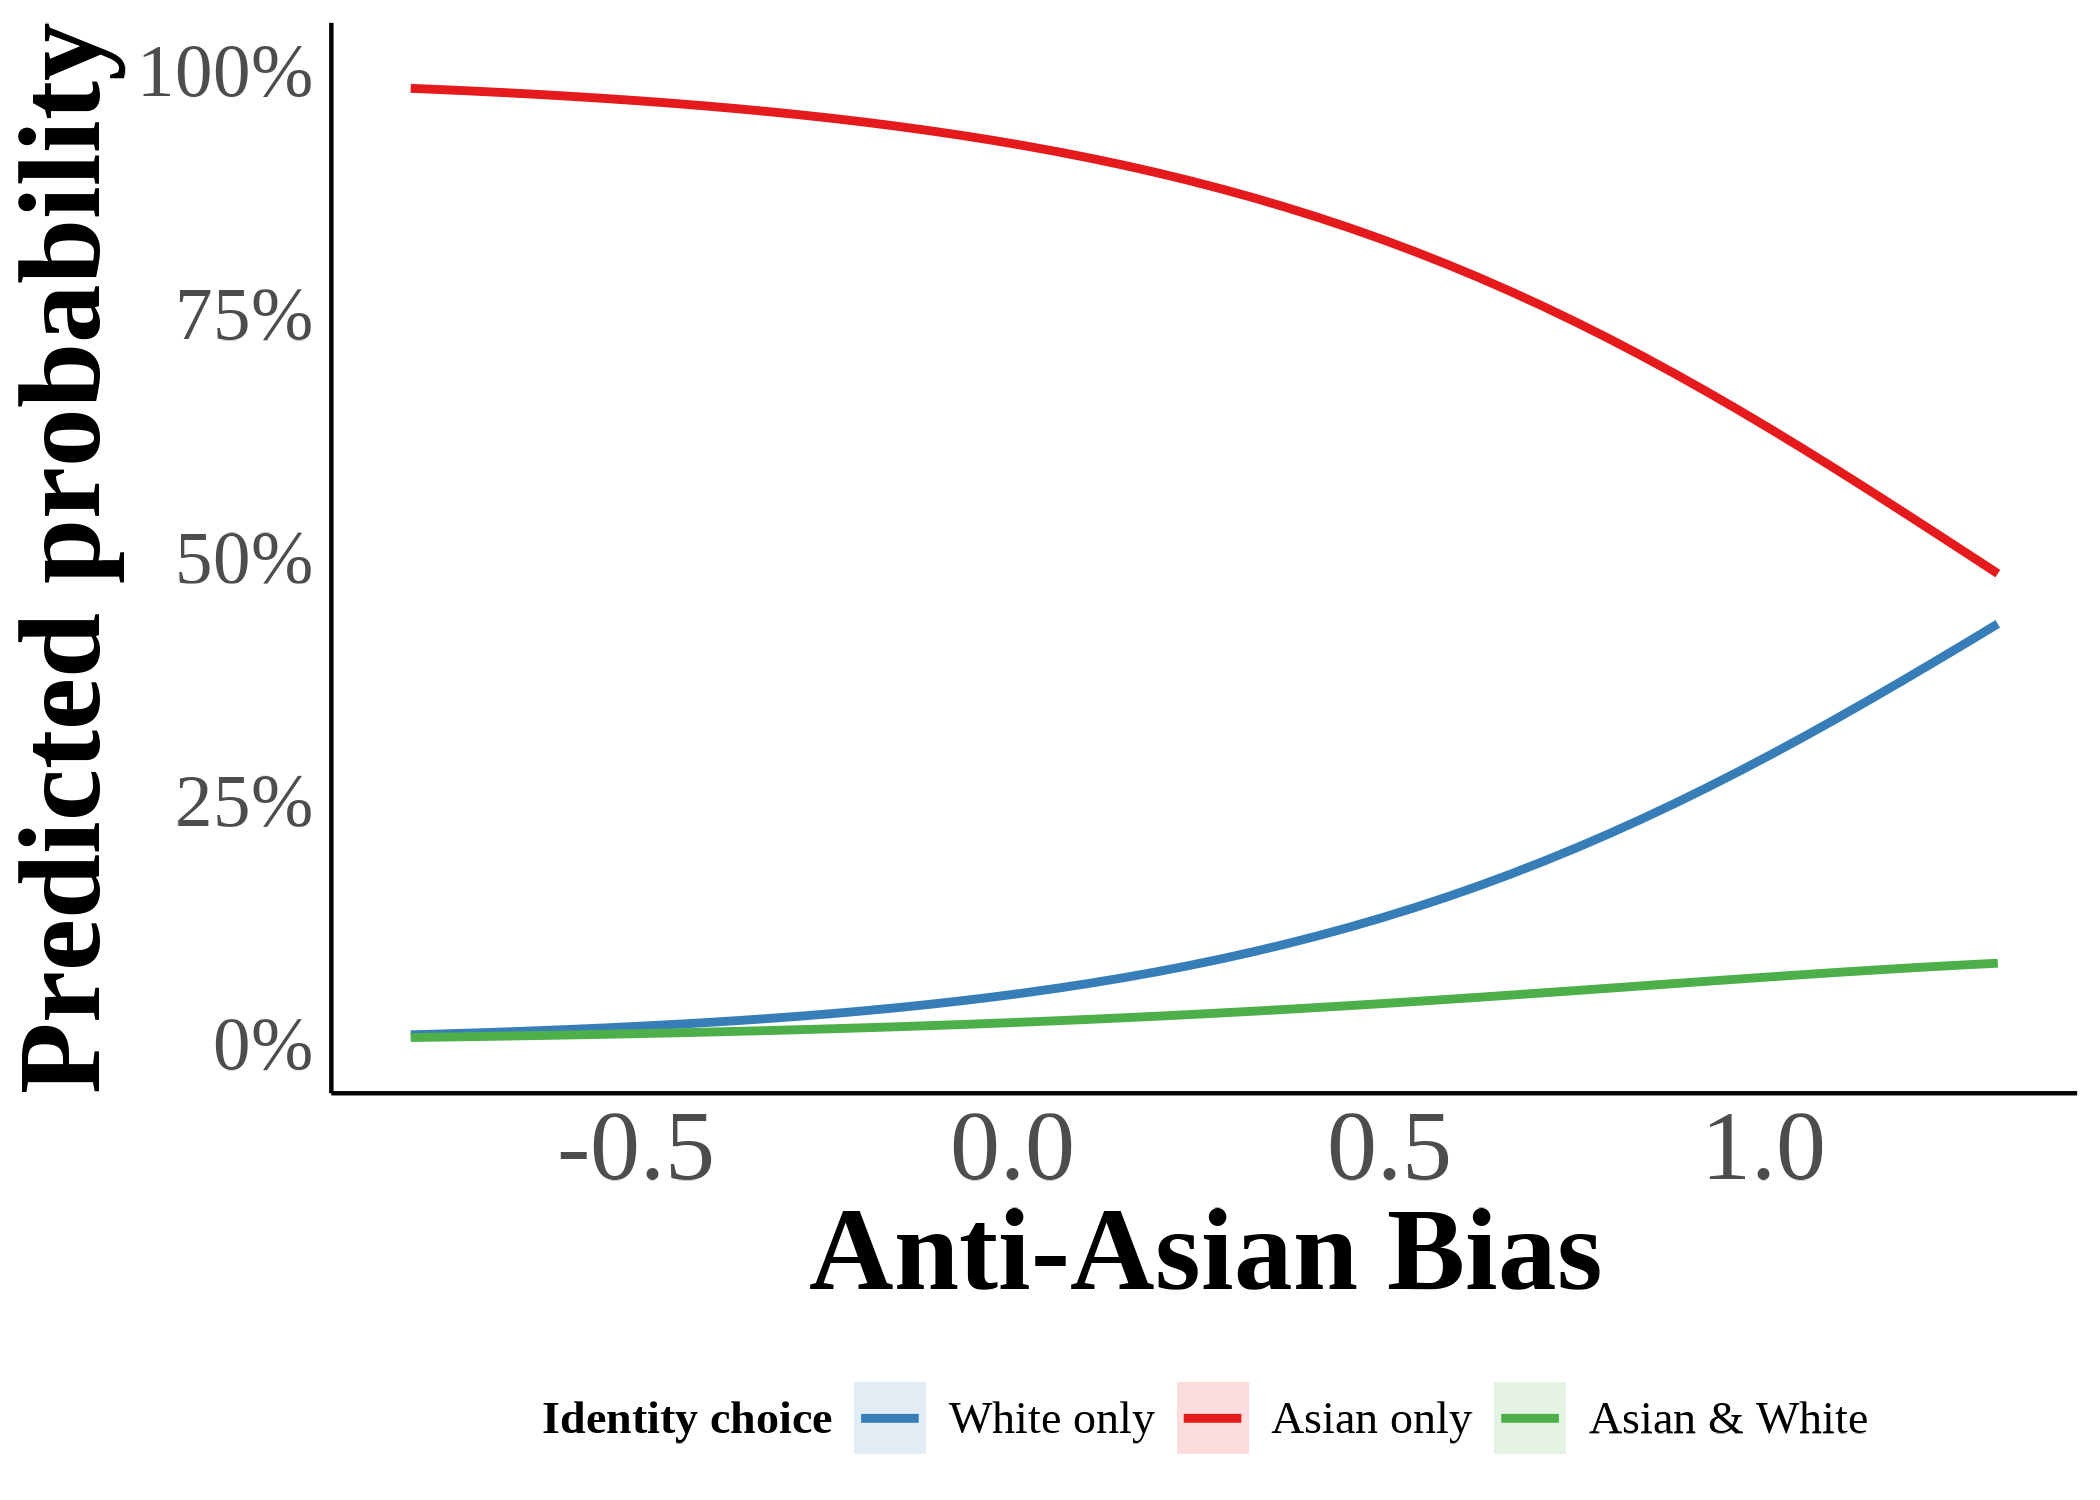 Predicted probability
100%
75%
50%
25%
0%
-0.5 0.0 0.5 1.0
Anti-Asian Bias
Identity choice White only Asian only Asian & White